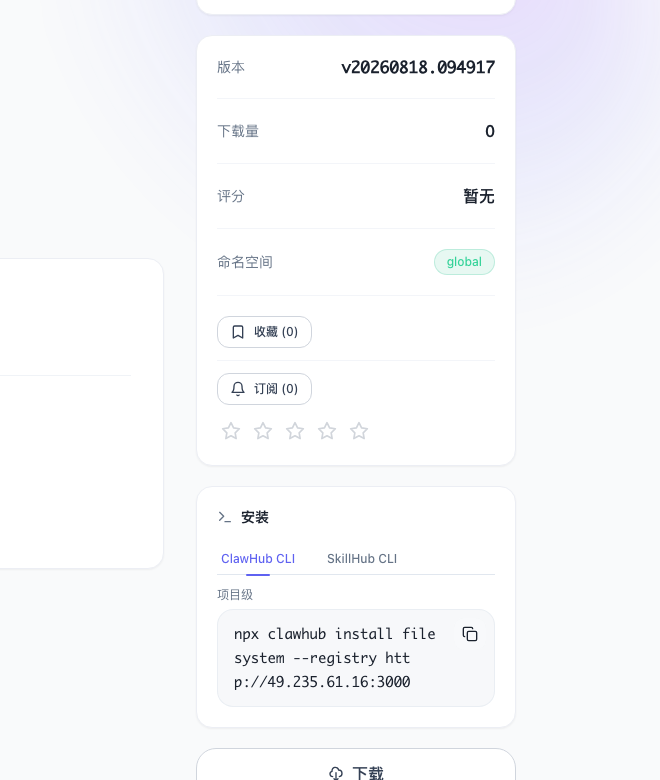 版本 v20260818.094917
下载量 0
评分 暂无
命名空间 global
收藏 (0)
订阅 (0)
安装
ClawHub CLI SkillHub CLI
项目级
npx clawhub install file
system --registry htt
p://49.235.61.16:3000
下载